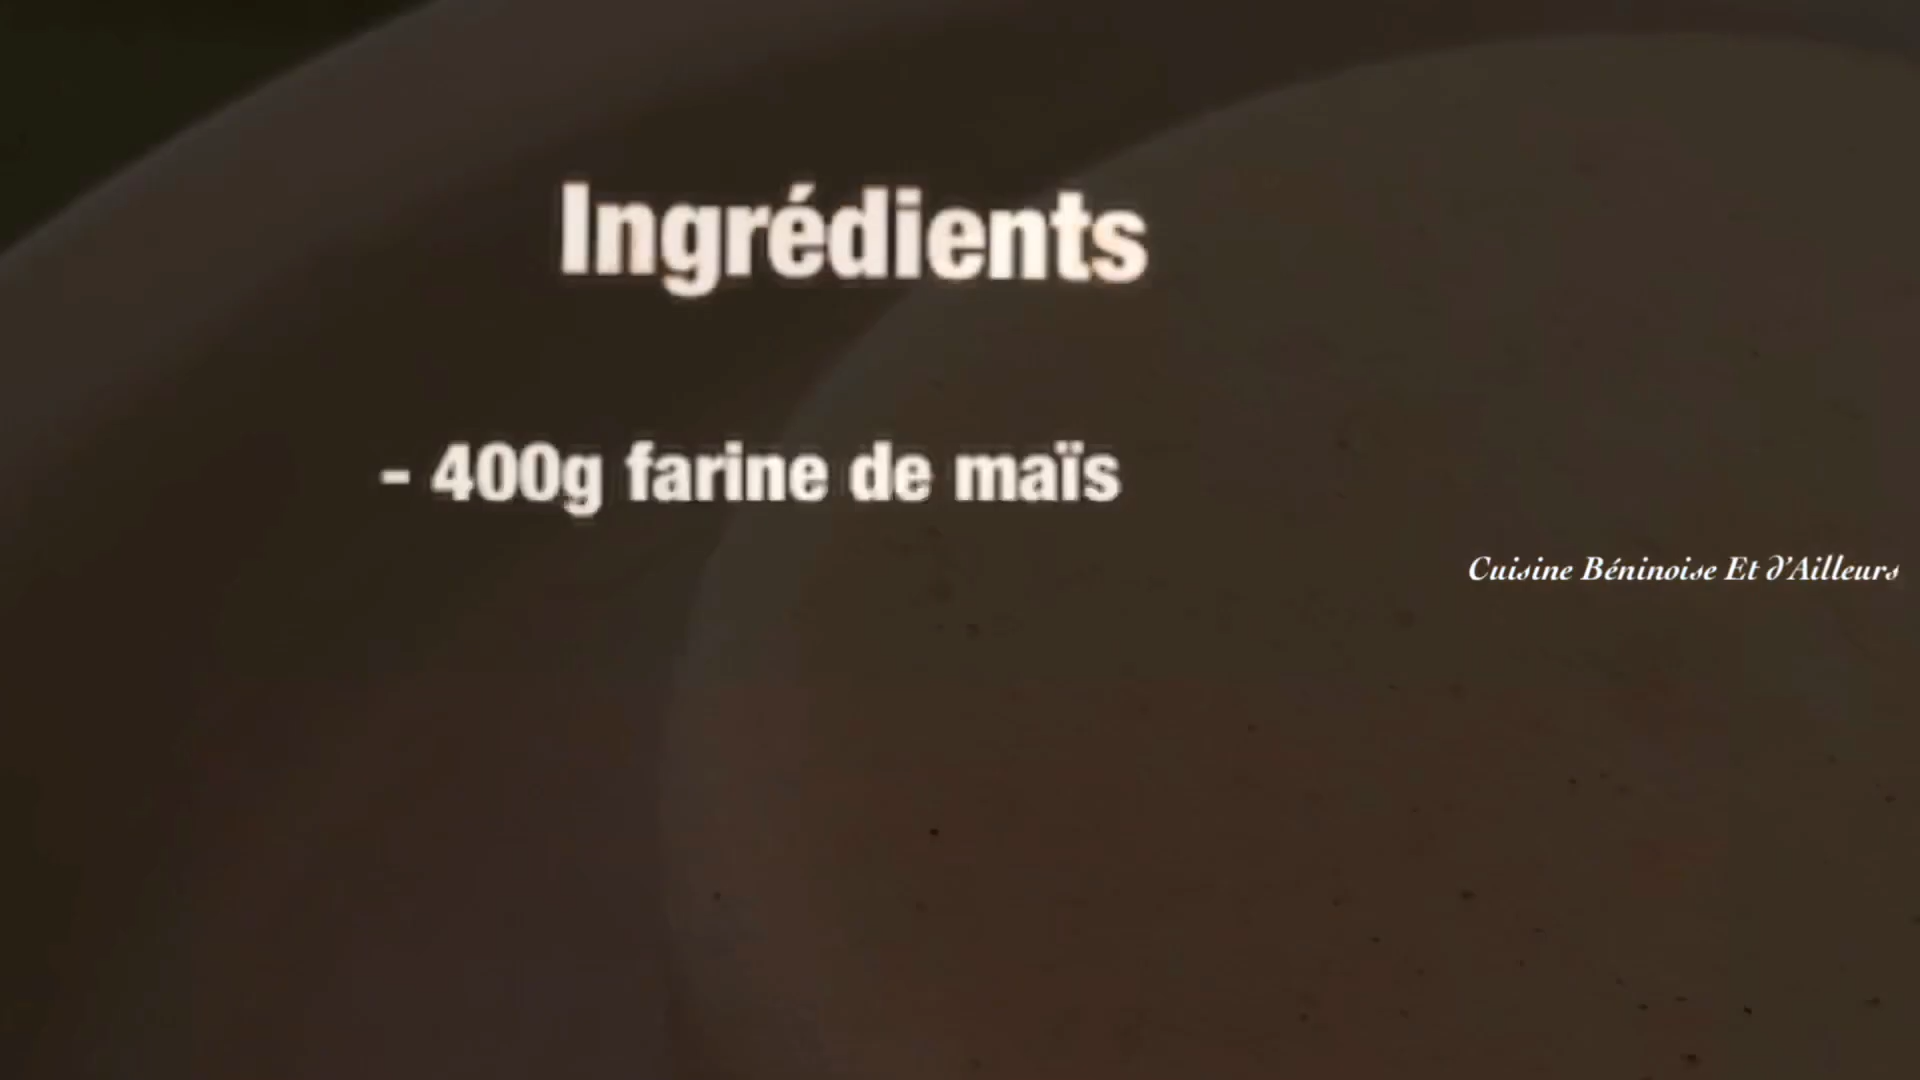 Ingrédients
- 400g farine de maïs
Cuisine Béninoise Et d'Ailleurs